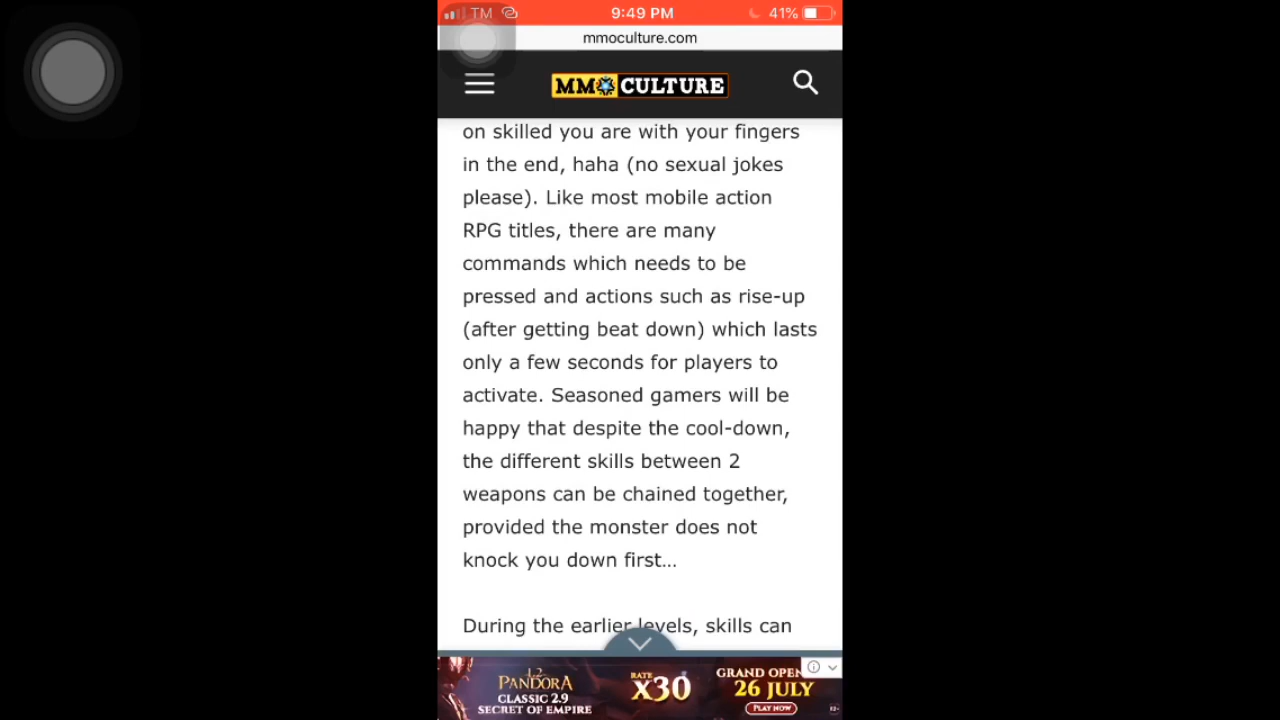 TM
9:49 PM
41%
mmoculture.com
MMOCULTURE
on skilled you are with your fingers
in the end, haha (no sexual jokes
please). Like most mobile action
RPG titles, there are many
commands which needs to be
pressed and actions such as rise-up
(after getting beat down) which lasts
only a few seconds for players to
activate. Seasoned gamers will be
happy that despite the cool-down,
the different skills between 2
weapons can be chained together,
provided the monster does not
knock you down first...
During the earlier levels, skills can
L2
PANDORA
CLASSIC 2.9
SECRET OF EMPIRE
RATE
X30
GRAND OPEN
26 JULY
PLAY NOW